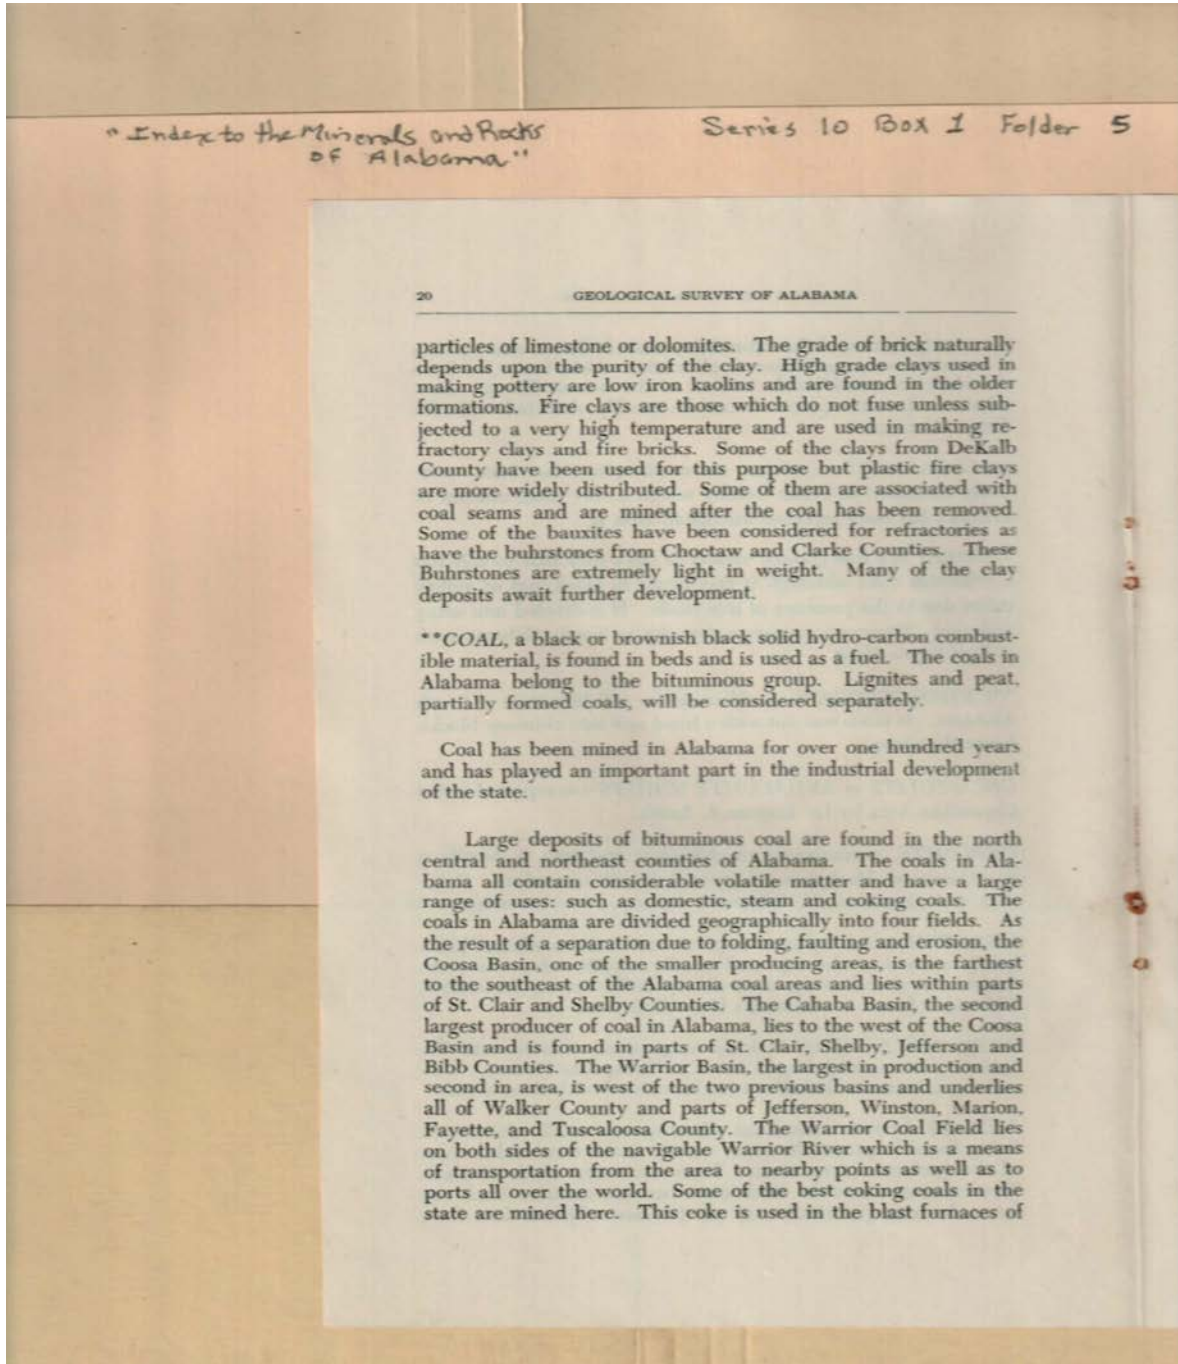 "Index to the Minerals and Rocks
of Alabama"
Series 10 Box 1 Folder 5
20 GEOLOGICAL SURVEY OF ALABAMA
particles of limestone or dolomites. The grade of brick naturally
depends upon the purity of the clay. High grade clays used in
making pottery are low iron kaolins and are found in the older
formations. Fire clays are those which do not fuse unless sub-
jected to a very high temperature and are used in making re-
fractory clays and fire bricks. Some of the clays from DeKalb
County have been used for this purpose but plastic fire clays
are more widely distributed. Some of them are associated with
coal seams and are mined after the coal has been removed.
Some of the bauxites have been considered for refractories as
have the buhrstones from Choctaw and Clarke Counties. These
Buhrstones are extremely light in weight. Many of the clay
deposits await further development.
**COAL, a black or brownish black solid hydro-carbon combust-
ible material, is found in beds and is used as a fuel. The coals in
Alabama belong to the bituminous group. Lignites and peat,
partially formed coals, will be considered separately.
Coal has been mined in Alabama for over one hundred years
and has played an important part in the industrial development
of the state.
Large deposits of bituminous coal are found in the north
central and northeast counties of Alabama. The coals in Ala-
bama all contain considerable volatile matter and have a large
range of uses: such as domestic, steam and coking coals. The
coals in Alabama are divided geographically into four fields. As
the result of a separation due to folding, faulting and erosion, the
Coosa Basin, one of the smaller producing areas, is the farthest
to the southeast of the Alabama coal areas and lies within parts
of St. Clair and Shelby Counties. The Cahaba Basin, the second
largest producer of coal in Alabama, lies to the west of the Coosa
Basin and is found in parts of St. Clair, Shelby, Jefferson and
Bibb Counties. The Warrior Basin, the largest in production and
second in area, is west of the two previous basins and underlies
all of Walker County and parts of Jefferson, Winston, Marion,
Fayette, and Tuscaloosa County. The Warrior Coal Field lies
on both sides of the navigable Warrior River which is a means
of transportation from the area to nearby points as well as to
ports all over the world. Some of the best coking coals in the
state are mined here. This coke is used in the blast furnaces of